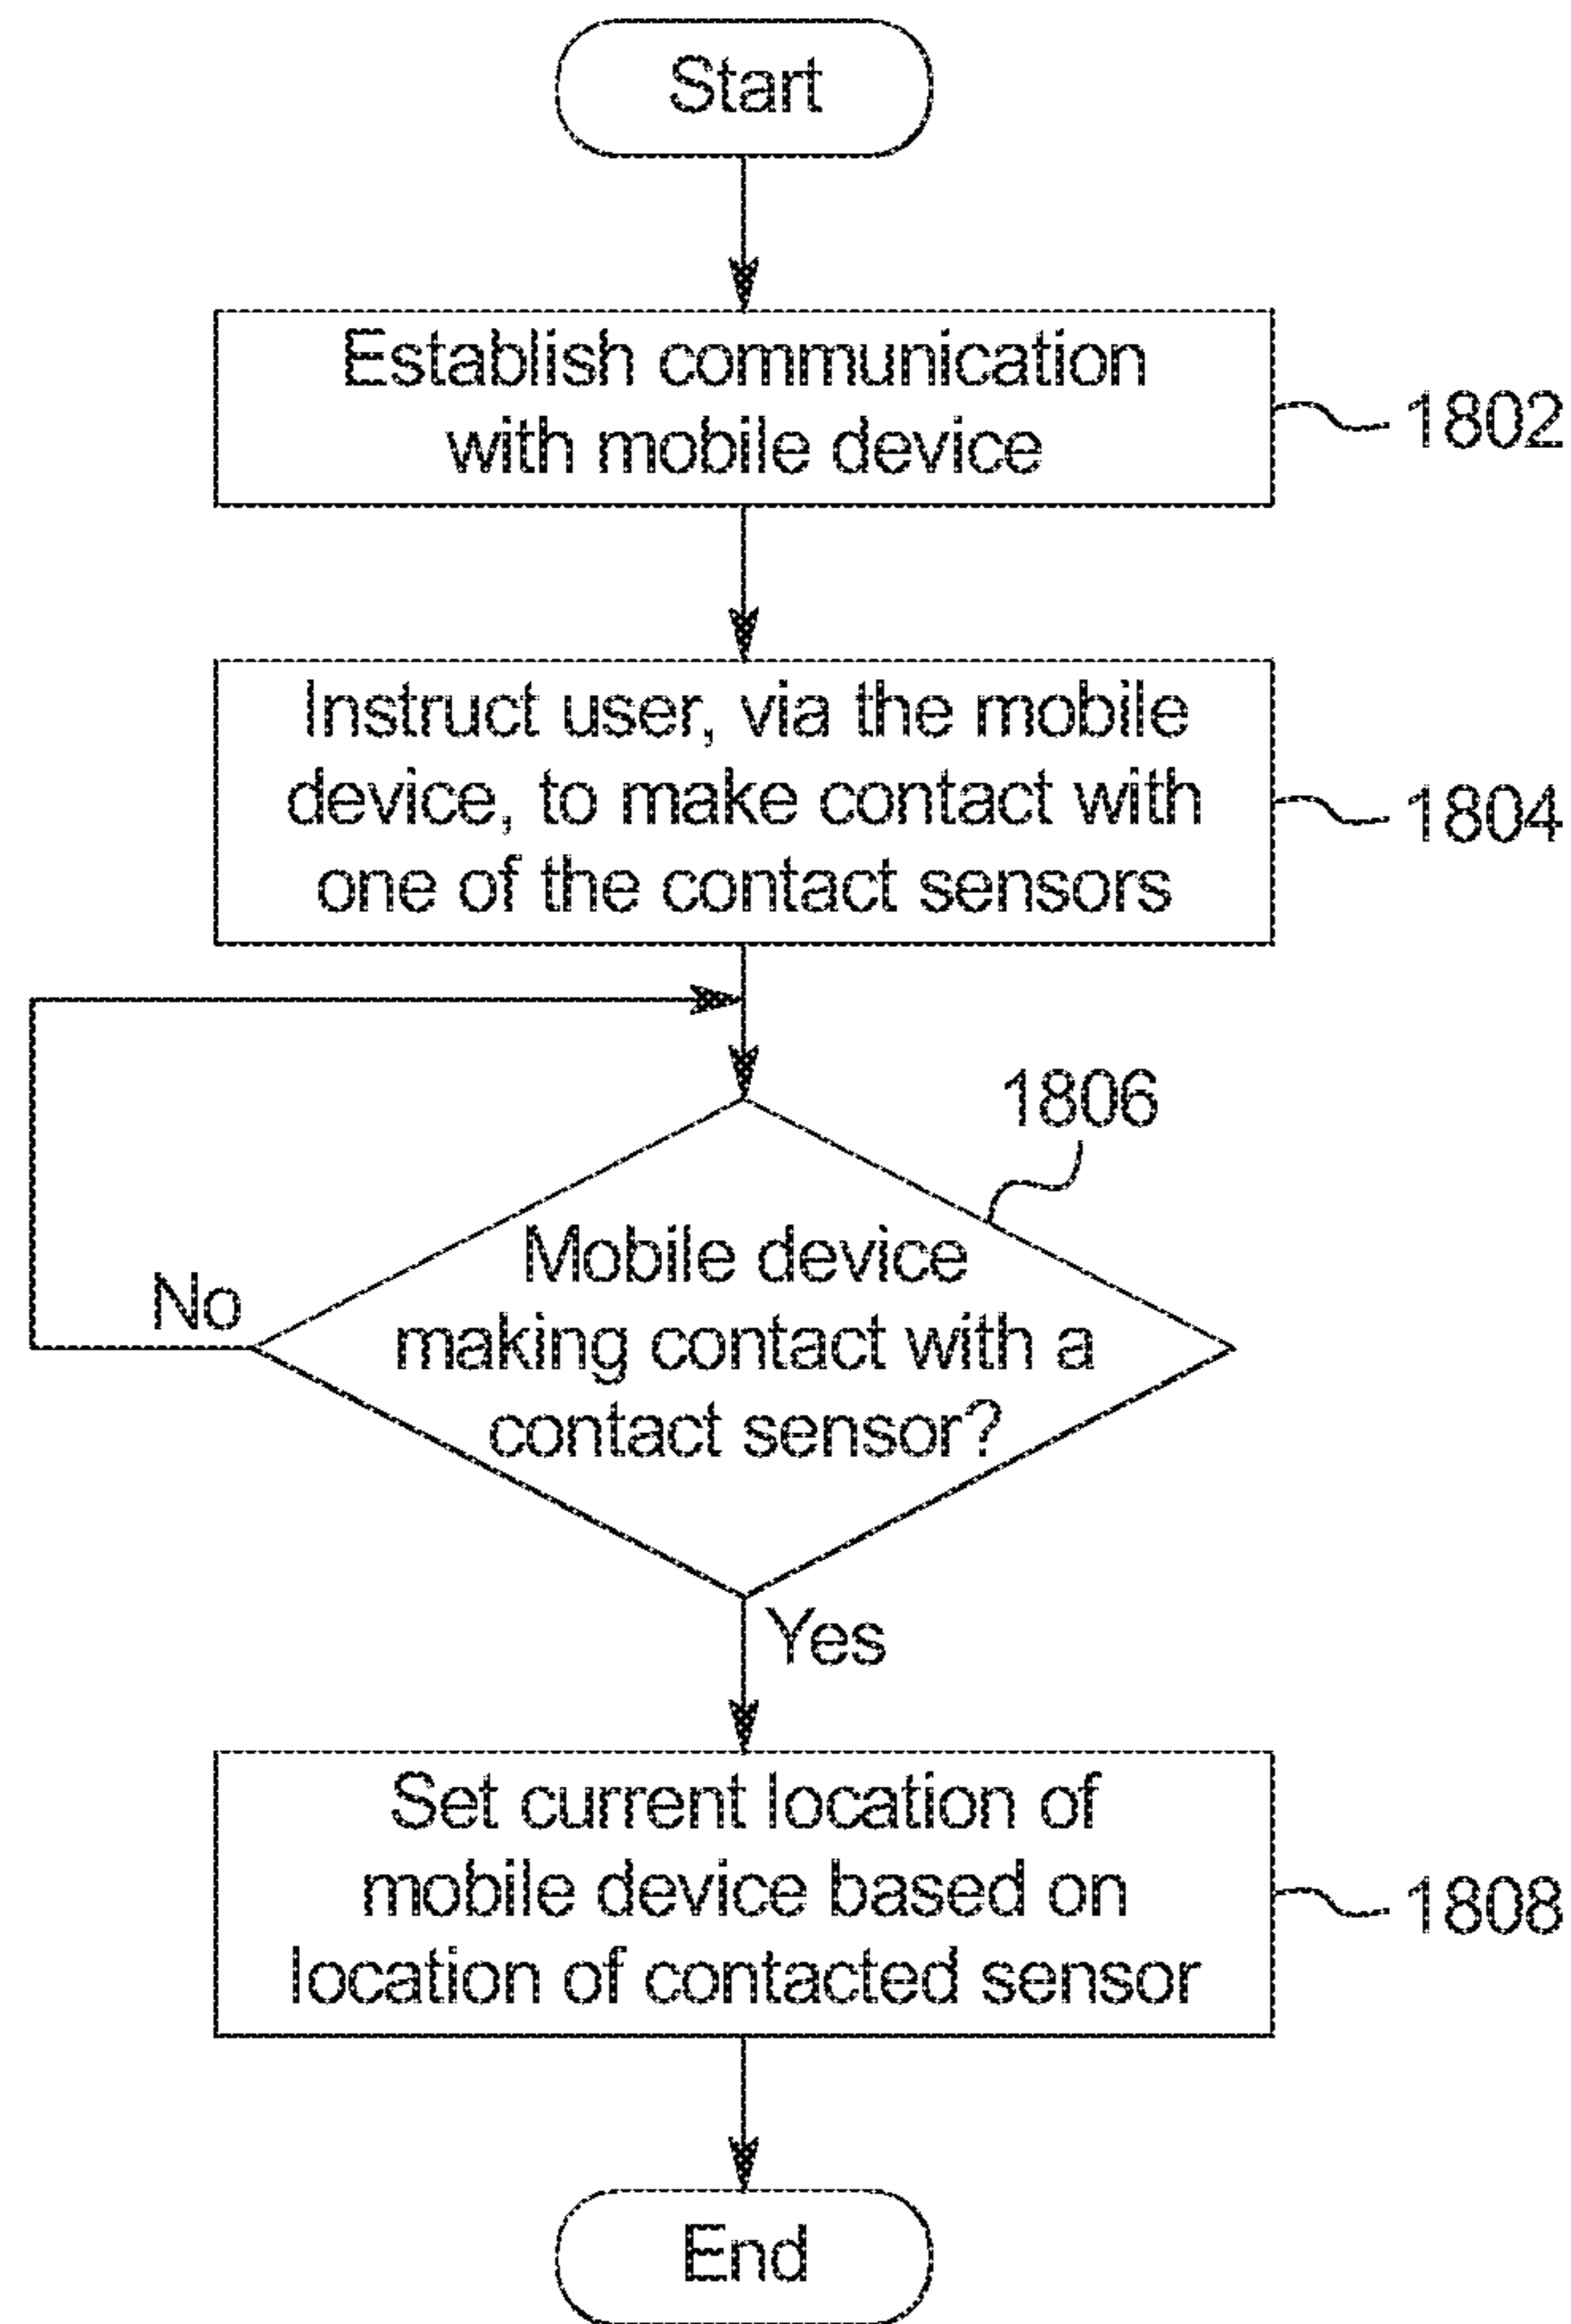 Start
Establish communication
with mobile device
1802
Instruct user, via the mobile
device, to make contact with
one of the contact sensors
1804
1806
Mobile device
making contact with a
contact sensor?
No
Yes
Set current location of
mobile device based on
location of contacted sensor
1808
End